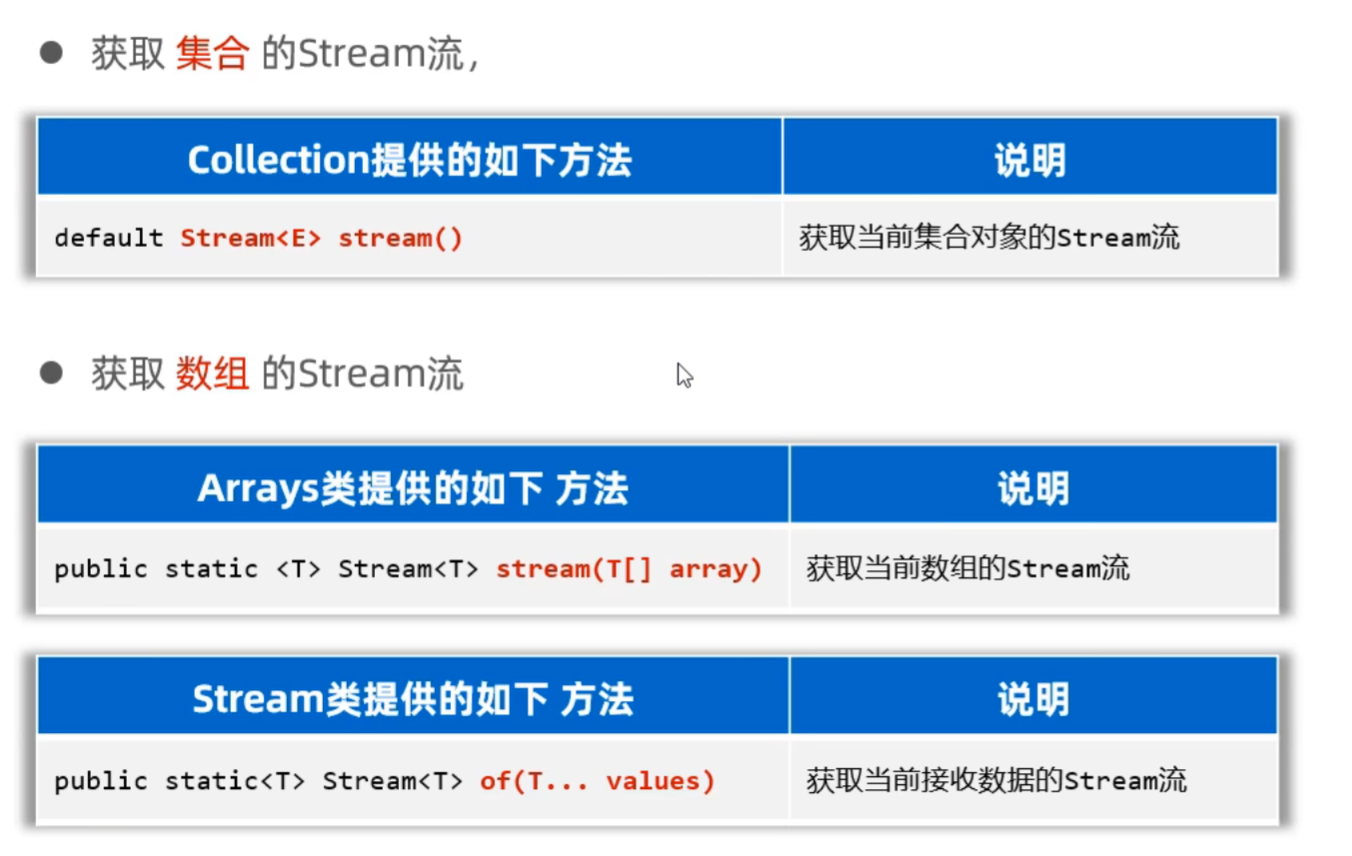 ● 获取 集合 的Stream流，
Collection提供的如下方法 说明
default Stream<E> stream() 获取当前集合对象的Stream流
● 获取 数组 的Stream流
Arrays类提供的如下 方法 说明
public static <T> Stream<T> stream(T[] array) 获取当前数组的Stream流
Stream类提供的如下 方法 说明
public static<T> Stream<T> of(T... values) 获取当前接收数据的Stream流